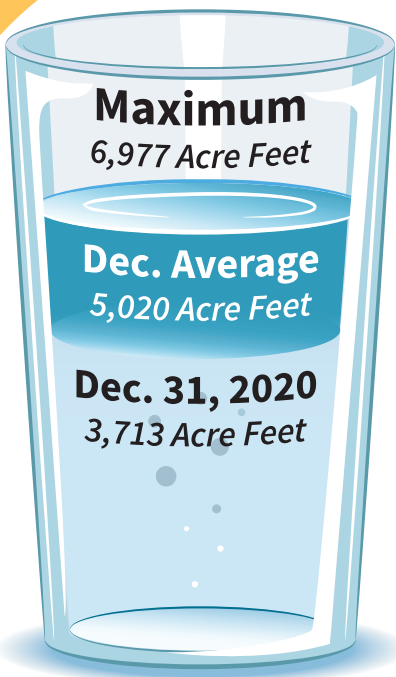 Maximum
6,977 Acre Feet
Dec. Average
5,020 Acre Feet
Dec. 31, 2020
3,713 Acre Feet